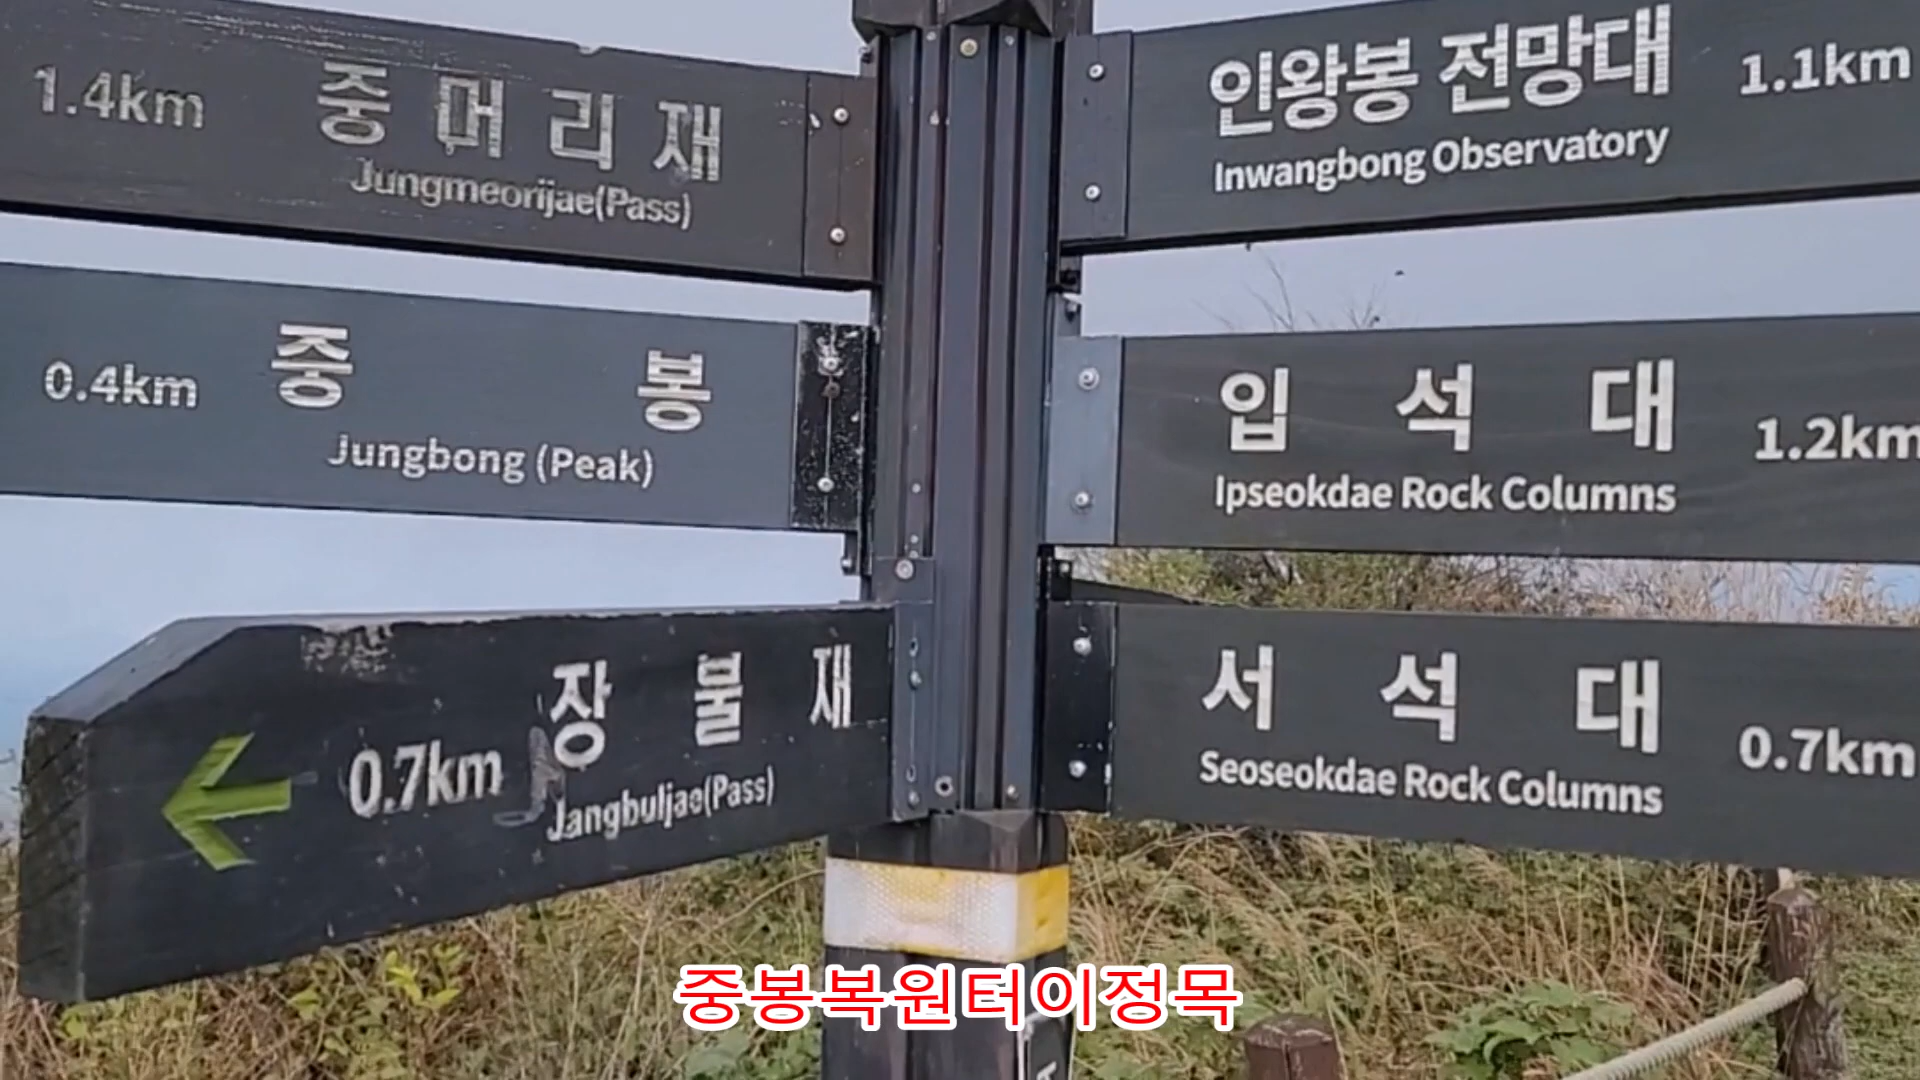 1.4km 중머리재
Jungmeorijae(Pass)
0.4km 중봉
Jungbong (Peak)
0.7km 장불재
Jangbuljae(Pass)
인왕봉 전망대 1.1km
Inwangbong Observatory
입석대 1.2km
Ipseokdae Rock Columns
서석대 0.7km
Seoseokdae Rock Columns
중봉복원터이정목